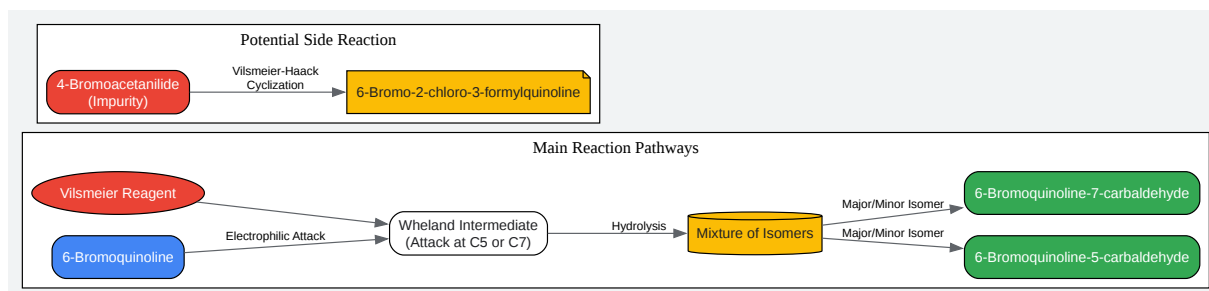 Potential Side Reaction
4-Bromoacetanilide
(Impurity)
Vilsmeier-Haack
Cyclization
6-Bromo-2-chloro-3-formylquinoline
Main Reaction Pathways
Vilsmeier Reagent
6-Bromoquinoline
Electrophilic Attack
Wheland Intermediate
(Attack at C5 or C7)
Hydrolysis
Mixture of Isomers
Major/Minor Isomer
6-Bromoquinoline-7-carbaldehyde
Major/Minor Isomer
6-Bromoquinoline-5-carbaldehyde